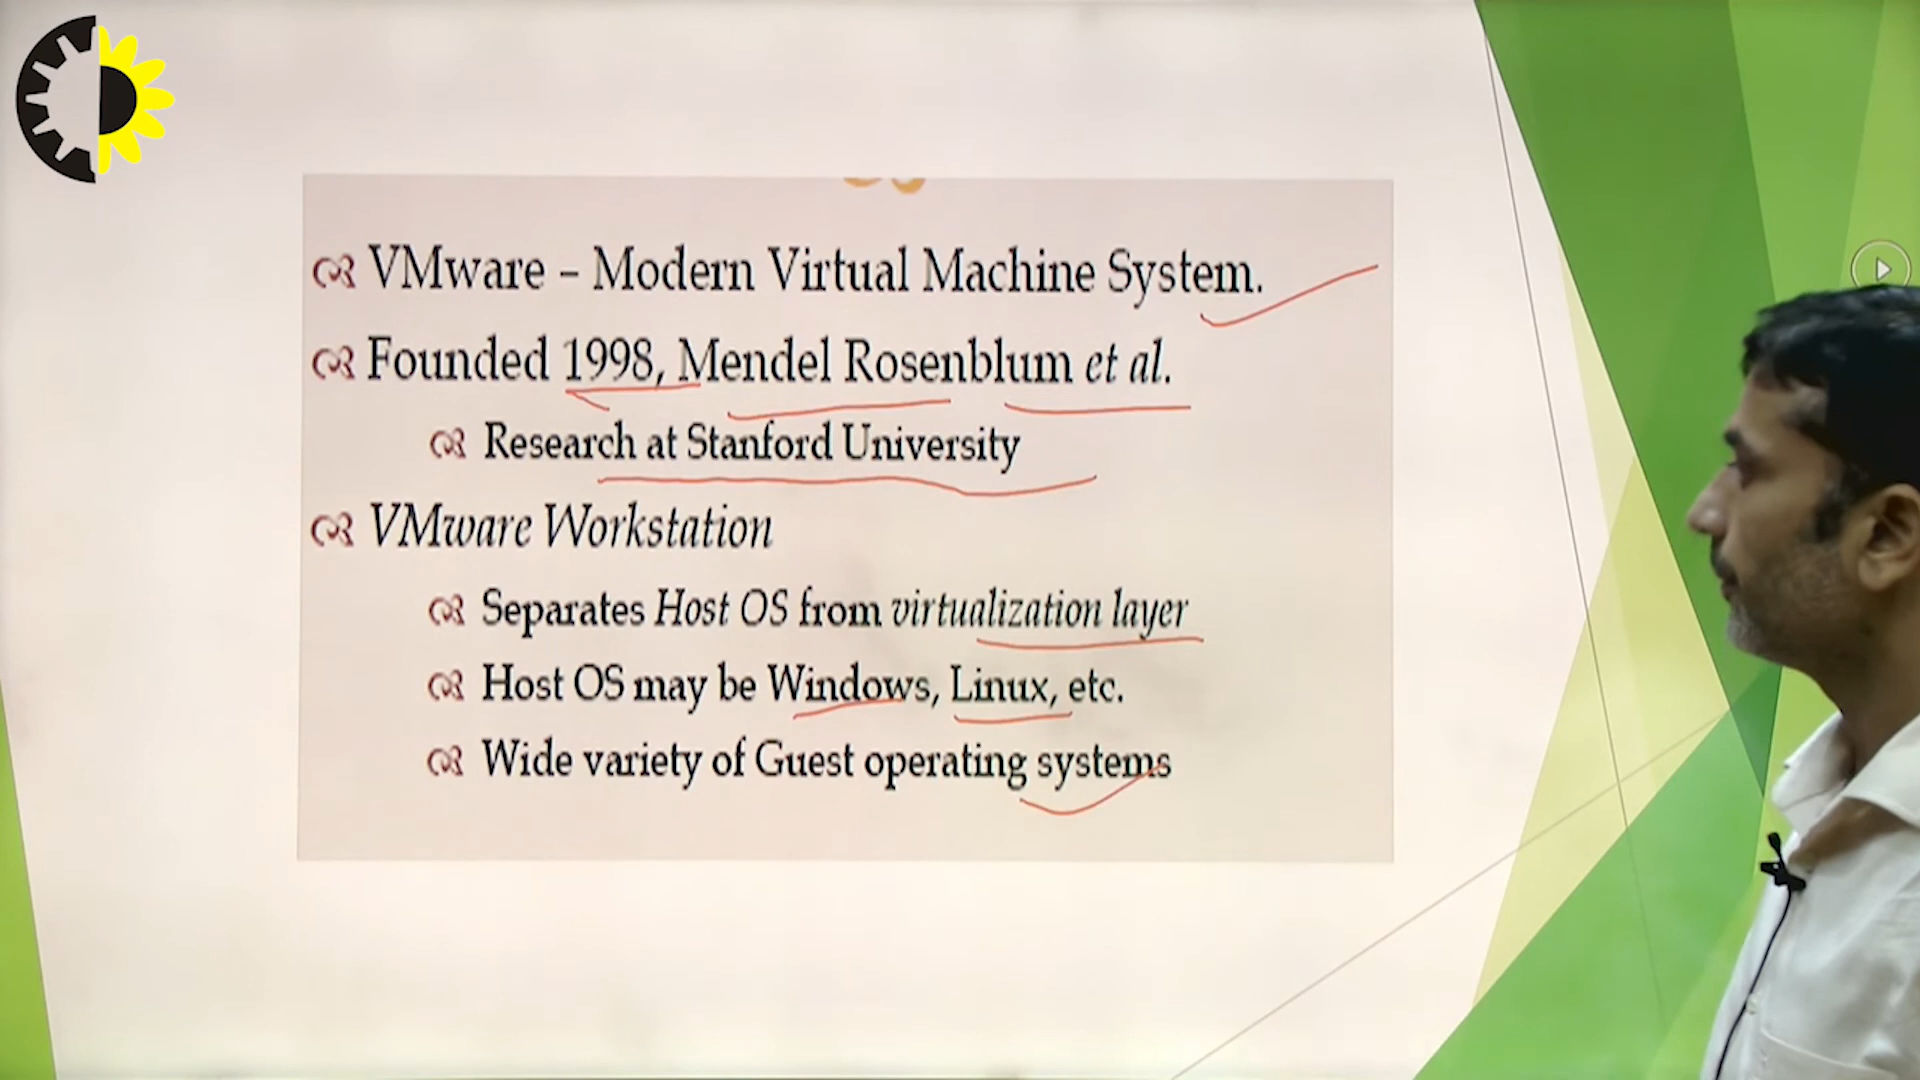 VMware – Modern Virtual Machine System.
Founded 1998, Mendel Rosenblum et al.
Research at Stanford University
VMware Workstation
Separates Host OS from virtualization layer
Host OS may be Windows, Linux, etc.
Wide variety of Guest operating systems